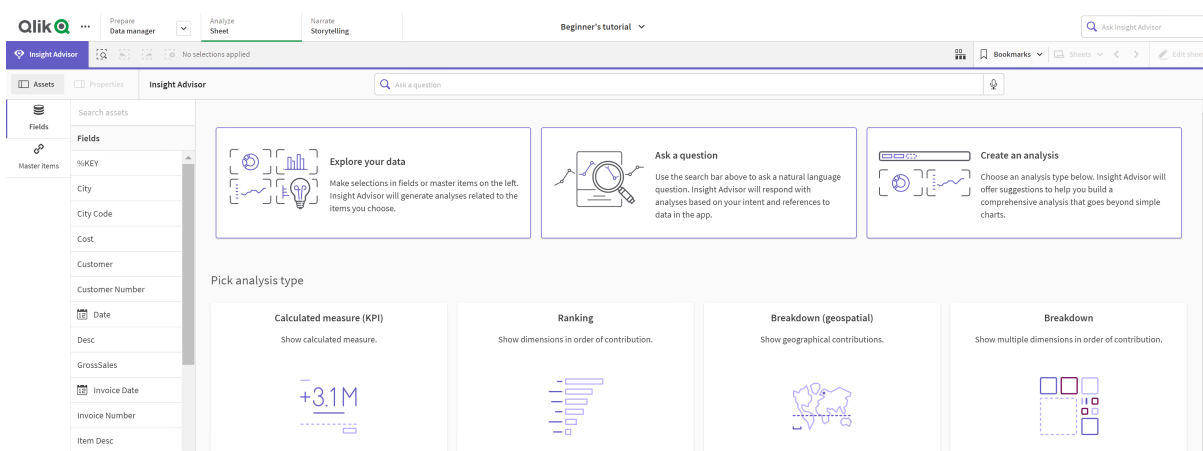 Qlik
Prepare
Data manager
Analyze
Sheet
Narrate
Storytelling
Beginner's tutorial
Ask Insight Advisor
Insight Advisor
No selections applied
Bookmarks
Sheets
Edit sheet
Assets
Properties
Insight Advisor
Ask a question
Fields
Master items
Search assets
Fields
%KEY
City
City Code
Cost
Customer
Customer Number
Date
Desc
GrossSales
Invoice Date
Invoice Number
Item Desc
Explore your data
Make selections in fields or master items on the left.
Insight Advisor will generate analyses related to the
items you choose.
Ask a question
Use the search bar above to ask a natural language
question. Insight Advisor will respond with
analyses based on your intent and references to
data in the app.
Create an analysis
Choose an analysis type below. Insight Advisor will
offer suggestions to help you build a
comprehensive analysis that goes beyond simple
charts.
Pick analysis type
Calculated measure (KPI)
Show calculated measure.
+3.1M
Ranking
Show dimensions in order of contribution.
Breakdown (geospatial)
Show geographical contributions.
Breakdown
Show multiple dimensions in order of contribution.